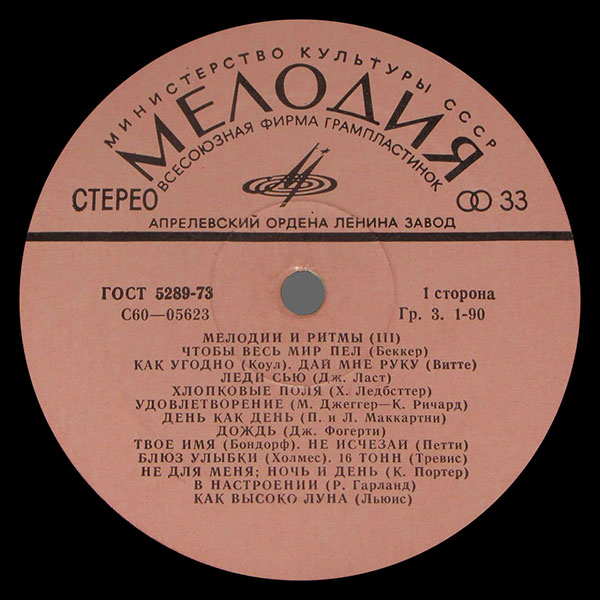 МИНИСТЕРСТВО КУЛЬТУРЫ СССР
МЕЛОДИЯ
ВСЕСОЮЗНАЯ ФИРМА ГРАМПЛАСТИНОК
СТЕРЕО
33
АПРЕЛЕВСКИЙ ОРДЕНА ЛЕНИНА ЗАВОД
ГОСТ 5289-73
1 сторона
С60—05623
Гр. 3. 1-90
МЕЛОДИИ И РИТМЫ (III)
ЧТОБЫ ВЕСЬ МИР ПЕЛ (Беккер)
КАК УГОДНО (Коул). ДАЙ МНЕ РУКУ (Витте)
ЛЕДИ СЬЮ (Дж. Ласт)
ХЛОПКОВЫЕ ПОЛЯ (Х. Ледбсттер)
УДОВЛЕТВОРЕНИЕ (М. Джеггер—К. Ричард)
ДЕНЬ КАК ДЕНЬ (П. и Л. Маккартни)
ДОЖДЬ (Дж. Фогерти)
ТВОЕ ИМЯ (Бондорф). НЕ ИСЧЕЗАЙ (Петти)
БЛЮЗ УЛЫБКИ (Холмес). 16 ТОНН (Тревис)
НЕ ДЛЯ МЕНЯ; НОЧЬ И ДЕНЬ (К. Портер)
В НАСТРОЕНИИ (Р. Гарланд)
КАК ВЫСОКО ЛУНА (Льюис)